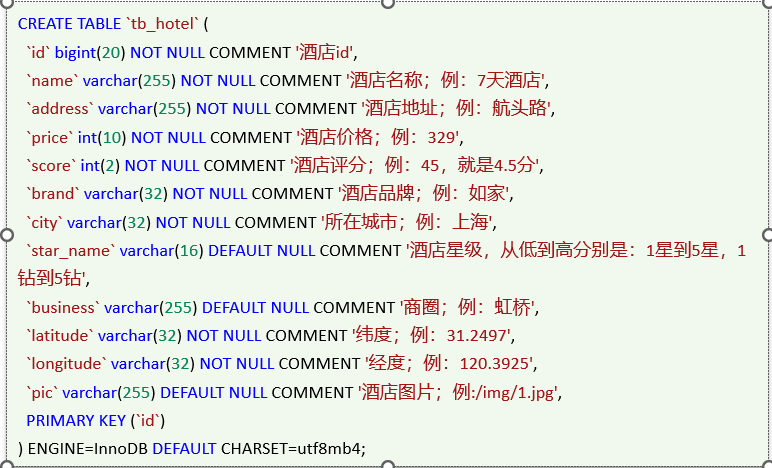 CREATE TABLE `tb_hotel` (
  `id` bigint(20) NOT NULL COMMENT '酒店id',
  `name` varchar(255) NOT NULL COMMENT '酒店名称；例：7天酒店',
  `address` varchar(255) NOT NULL COMMENT '酒店地址；例：航头路',
  `price` int(10) NOT NULL COMMENT '酒店价格；例：329',
  `score` int(2) NOT NULL COMMENT '酒店评分；例：45，就是4.5分',
  `brand` varchar(32) NOT NULL COMMENT '酒店品牌；例：如家',
  `city` varchar(32) NOT NULL COMMENT '所在城市；例：上海',
  `star_name` varchar(16) DEFAULT NULL COMMENT '酒店星级，从低到高分别是：1星到5星，1
钻到5钻',
  `business` varchar(255) DEFAULT NULL COMMENT '商圈；例：虹桥',
  `latitude` varchar(32) NOT NULL COMMENT '纬度；例：31.2497',
  `longitude` varchar(32) NOT NULL COMMENT '经度；例：120.3925',
  `pic` varchar(255) DEFAULT NULL COMMENT '酒店图片；例:/img/1.jpg',
  PRIMARY KEY (`id`)
) ENGINE=InnoDB DEFAULT CHARSET=utf8mb4;